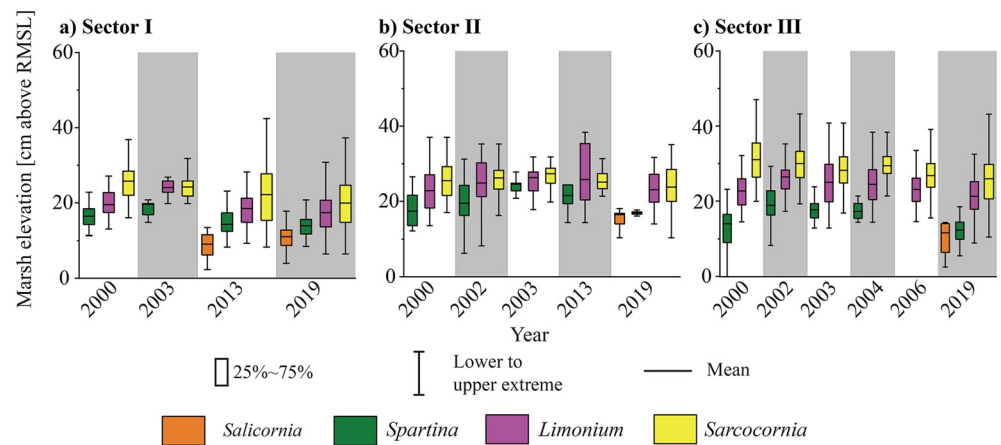 a) Sector I
b) Sector II
c) Sector III
Marsh elevation [cm above RMSL]
60
40
20
0
2000
2003
2013
2019
60
40
20
0
2000
2002
2003
2013
2019
60
40
20
0
2000
2002
2003
2004
2006
2019
Year
25%~75%
Lower to
upper extreme
Mean
Salicornia
Spartina
Limonium
Sarcocornia